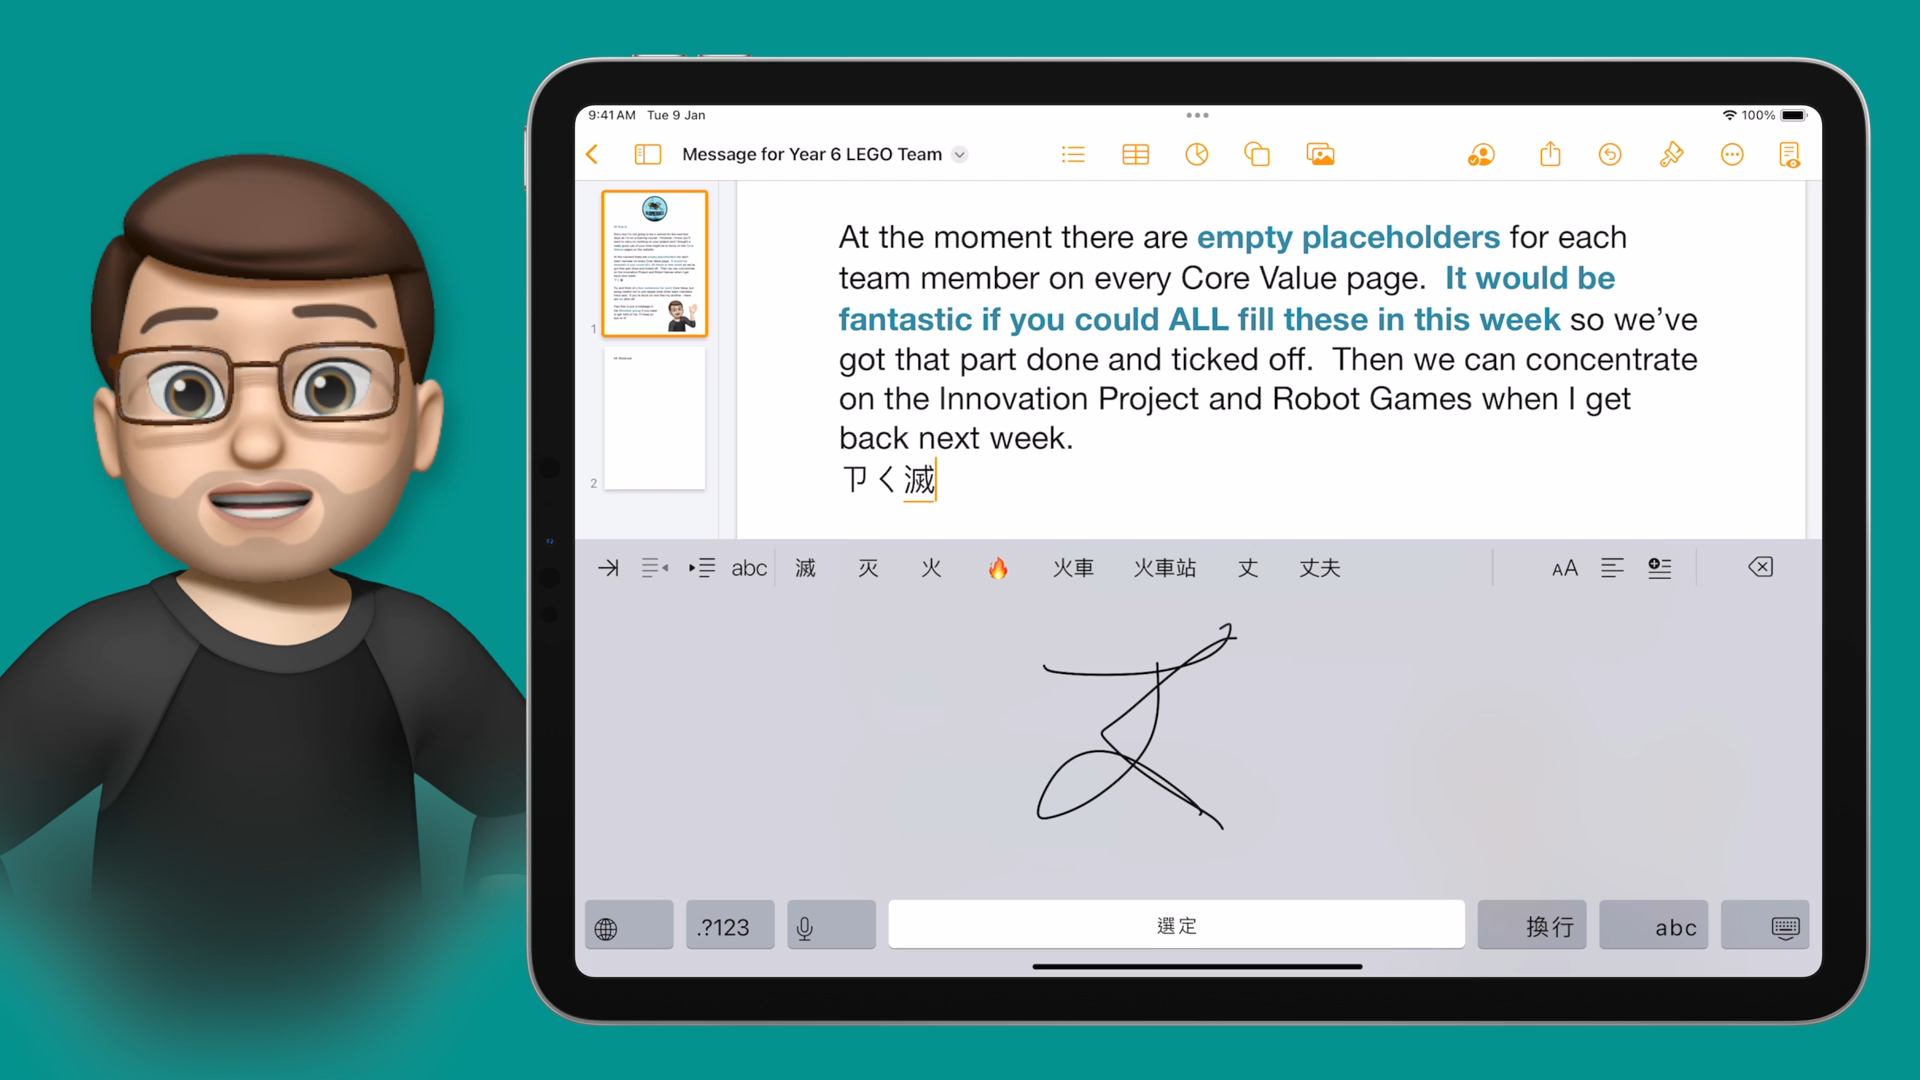 9:41AM Tue 9 Jan
100%
Message for Year 6 LEGO Team
At the moment there are empty placeholders for each
team member on every Core Value page. It would be
fantastic if you could ALL fill these in this week so we've
got that part done and ticked off. Then we can concentrate
on the Innovation Project and Robot Games when I get
back next week.
ㄗㄑ滅
1
2
abc 滅 灭 火 🔥 火車 火車站 丈 丈夫 AA
.?123 選定 換行 abc